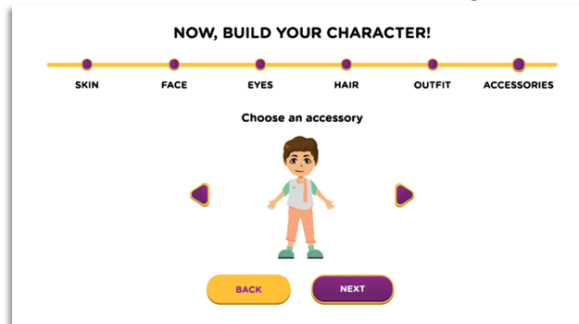 NOW, BUILD YOUR CHARACTER!
SKIN FACE EYES HAIR OUTFIT ACCESSORIES
Choose an accessory
BACK NEXT